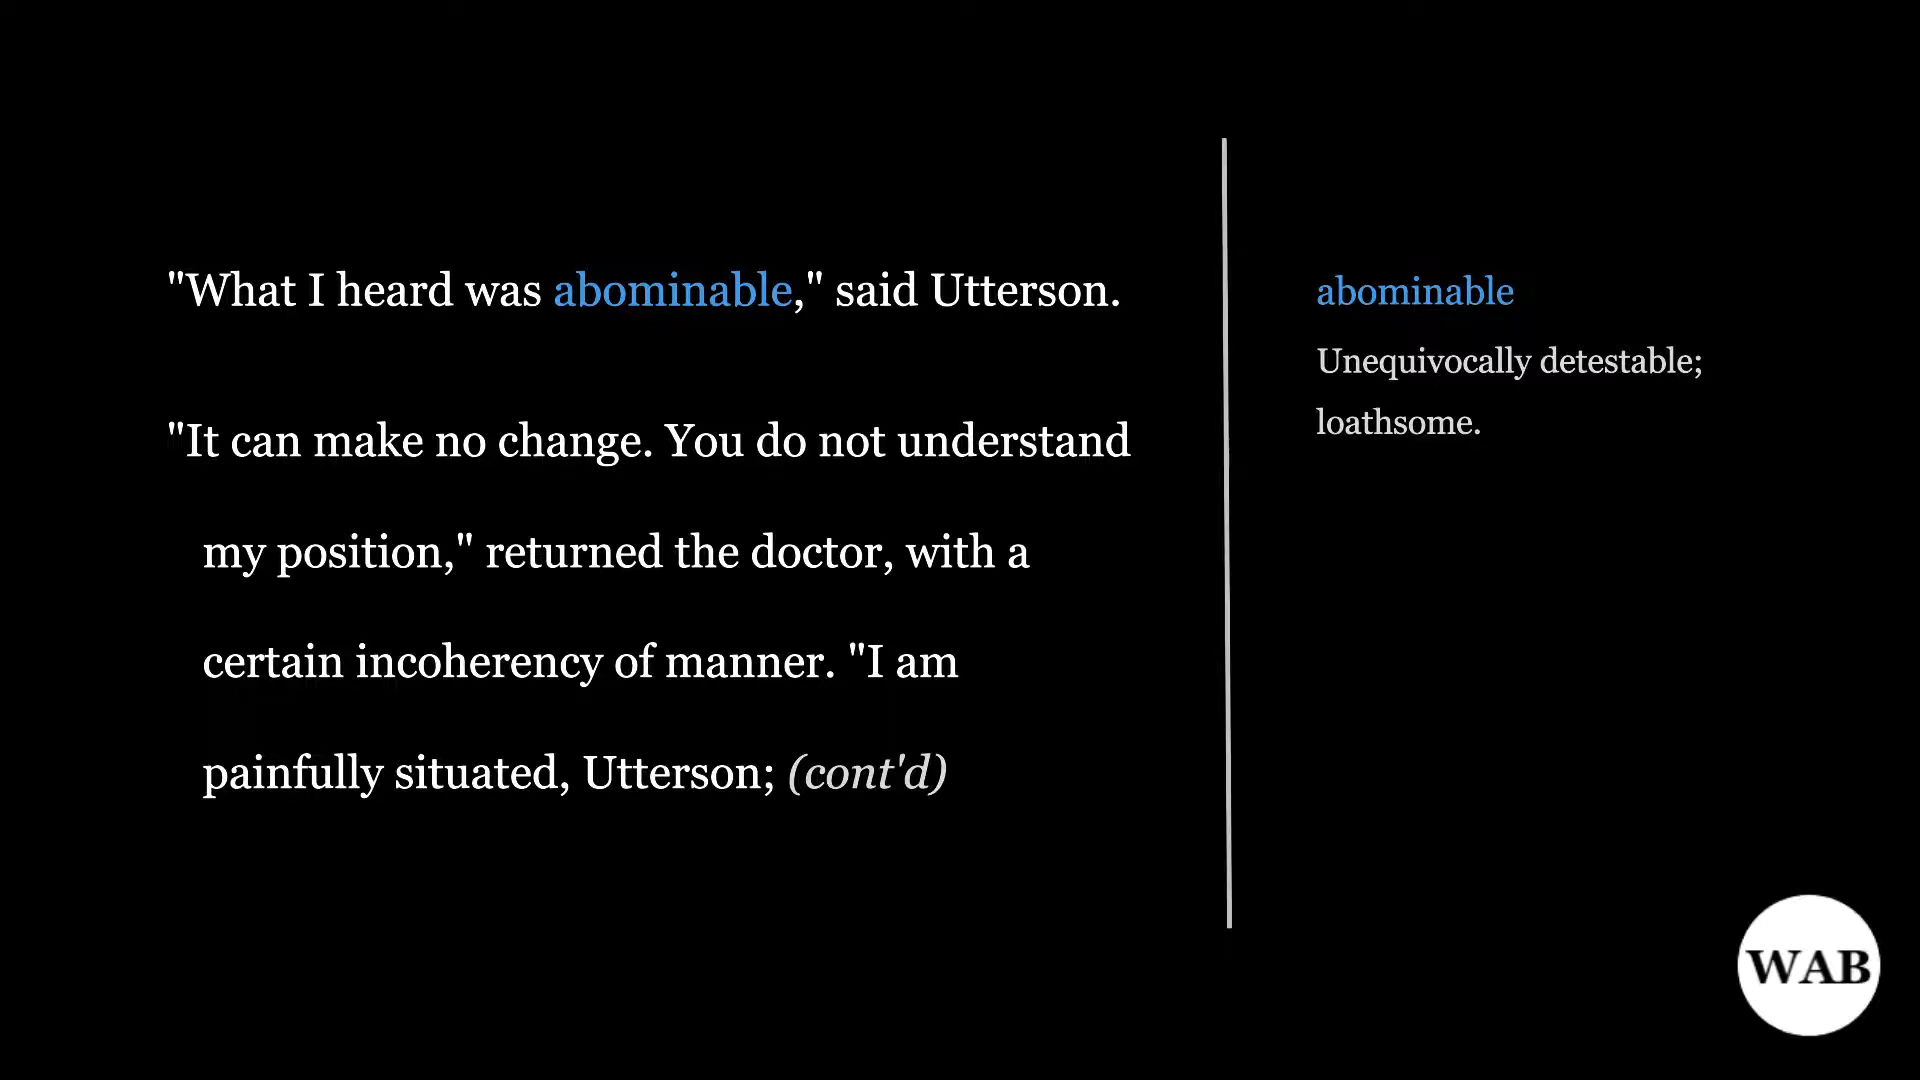 "What I heard was abominable," said Utterson.
"It can make no change. You do not understand
my position," returned the doctor, with a
certain incoherency of manner. "I am
painfully situated, Utterson; (cont'd)
abominable
Unequivocally detestable;
loathsome.
WAB